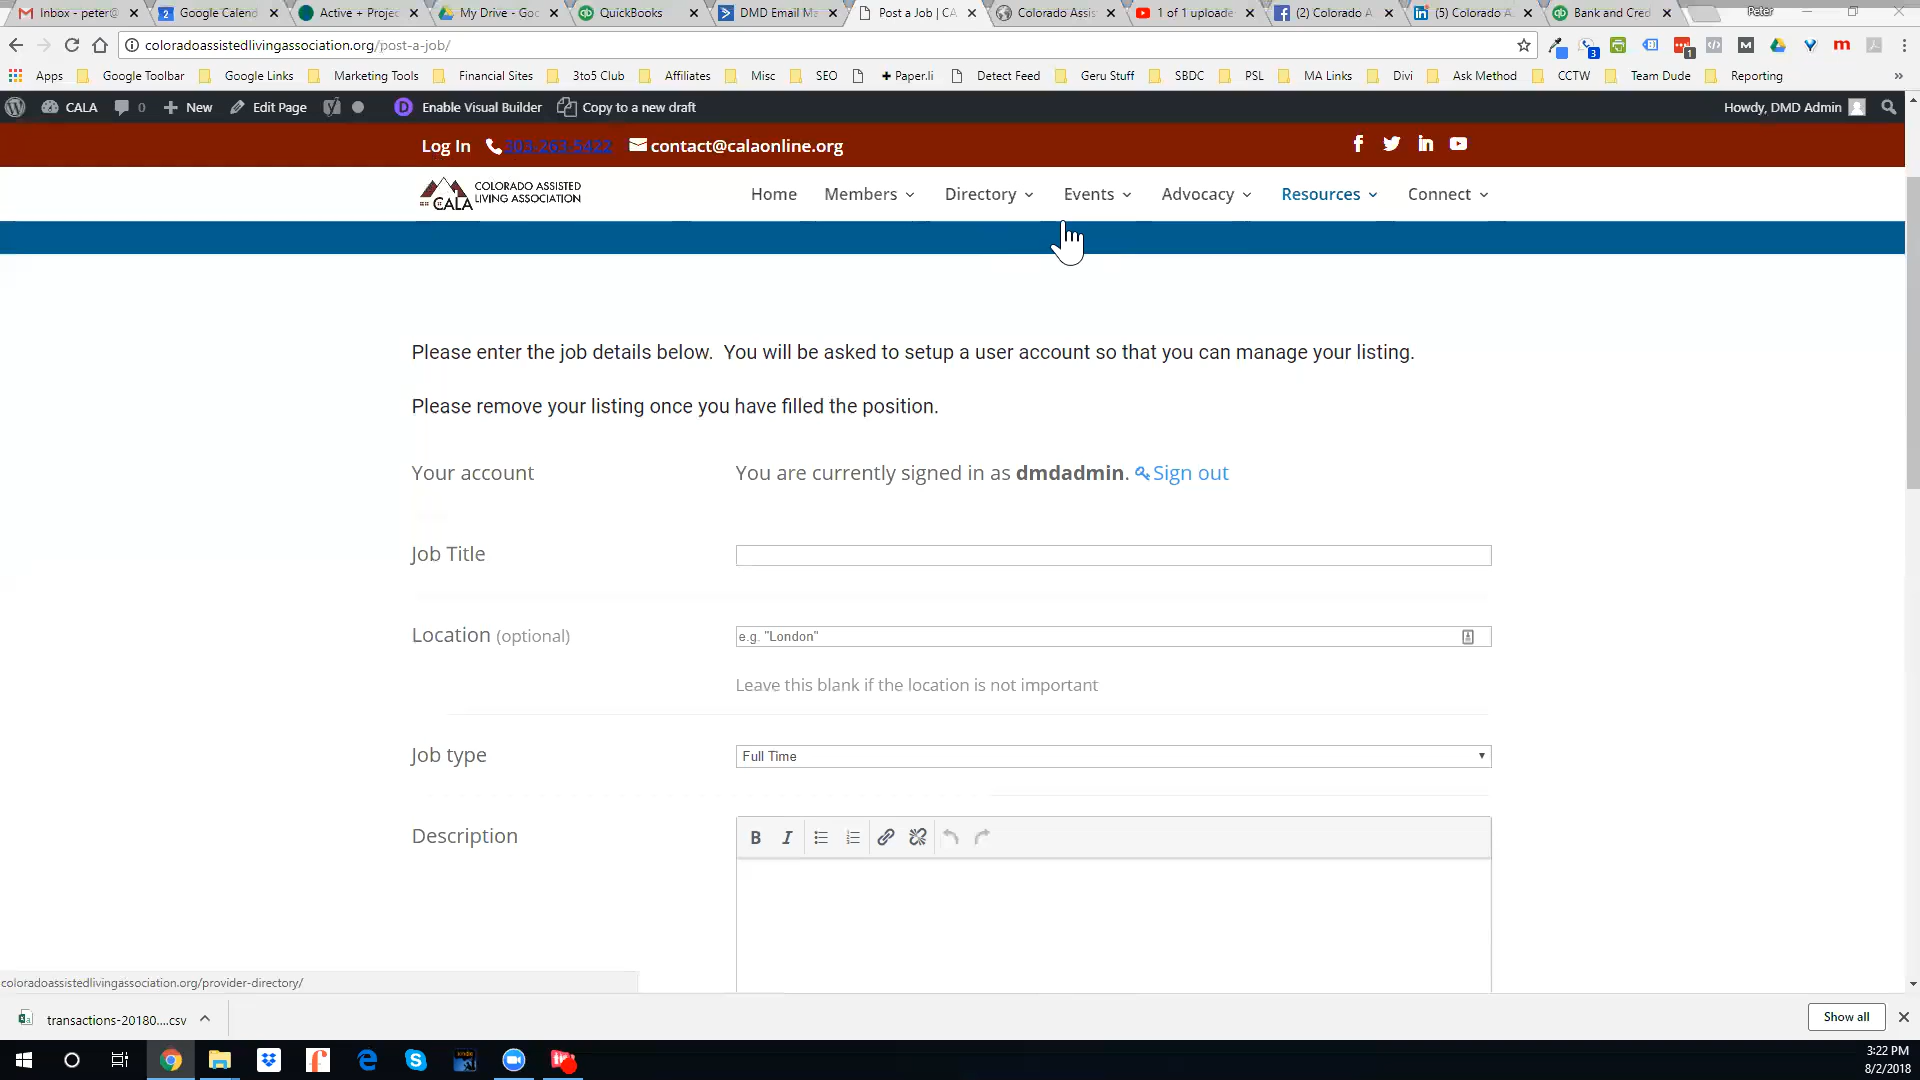 Inbox - peter@
Google Calend
Active + Projec
My Drive - Goo
QuickBooks
DMD Email Ma
Post a Job | CA
Colorado Assis
1 of 1 uploade
(2) Colorado A
(5) Colorado A
Bank and Cred
Peter
coloradoassistedlivingassociation.org/post-a-job/
Apps
Google Toolbar
Google Links
Marketing Tools
Financial Sites
3to5 Club
Affiliates
Misc
SEO
+ Paper.li
Detect Feed
Geru Stuff
SBDC
PSL
MA Links
Divi
Ask Method
CCTW
Team Dude
Reporting
»
CALA
0
New
Edit Page
Enable Visual Builder
Copy to a new draft
Howdy, DMD Admin
Log In
303-263-5422
contact@calaonline.org
CALA
COLORADO ASSISTED
LIVING ASSOCIATION
Home
Members
Directory
Events
Advocacy
Resources
Connect
Please enter the job details below. You will be asked to setup a user account so that you can manage your listing.
Please remove your listing once you have filled the position.
Your account
You are currently signed in as dmdadmin. Sign out
Job Title
Location (optional)
e.g. "London"
Leave this blank if the location is not important
Job type
Full Time
Description
B I
coloradoassistedlivingassociation.org/provider-directory/
transactions-20180....csv
Show all
3:22 PM
8/2/2018